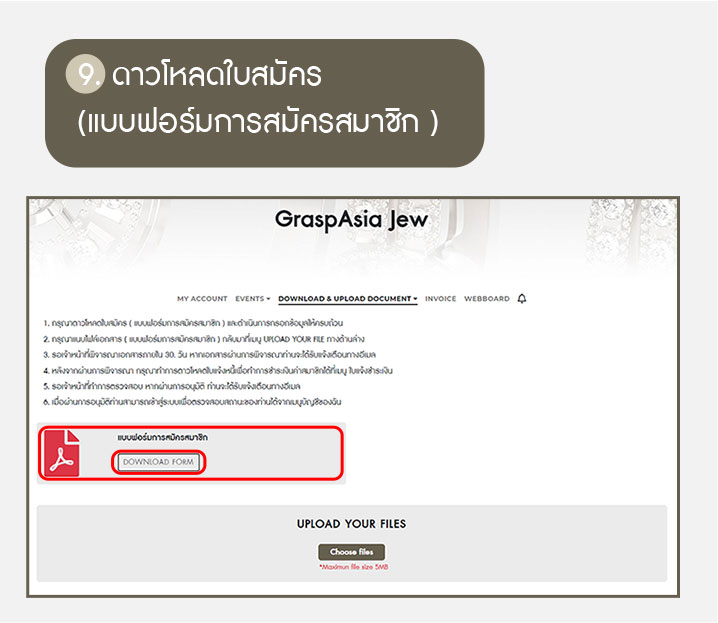 9. ดาวโหลดใบสมัคร
(แบบฟอร์มการสมัครสมาชิก )
GraspAsia Jew
MY ACCOUNT EVENTS DOWNLOAD & UPLOAD DOCUMENT INVOICE WEBBOARD
1. กรุณาดาวโหลดใบสมัคร ( แบบฟอร์มการสมัครสมาชิก ) และดำเนินการกรอกข้อมูลให้ครบถ้วน
2. กรุณาแนบไฟล์เอกสาร ( แบบฟอร์มการสมัครสมาชิก ) กลับมาที่เมนู UPLOAD YOUR FILE ทางด้านล่าง
3. รอเจ้าหน้าที่พิจารณาเอกสารภายใน 30. วัน หากเอกสารผ่านการพิจารณาท่านจะได้รับแจ้งเตือนทางอีเมล
4. หลังจากผ่านการพิจารณา กรุณาทำการดาวโหลดใบแจ้งหนี้เพื่อทำการชำระเงินค่าสมาชิกได้ที่เมนู ใบแจ้งชำระเงิน
5. รอเจ้าหน้าที่ทำการตรวจสอบ หากผ่านการอนุมัติ ท่านจะได้รับแจ้งเตือนทางอีเมล
6. เมื่อผ่านการอนุมัติท่านสามารถเข้าสู่ระบบเพื่อตรวจสอบสถานะของท่านได้จากเมนูบัญชีของฉัน
แบบฟอร์มการสมัครสมาชิก
DOWNLOAD FORM
UPLOAD YOUR FILES
Choose files
*Maximun file size 5MB